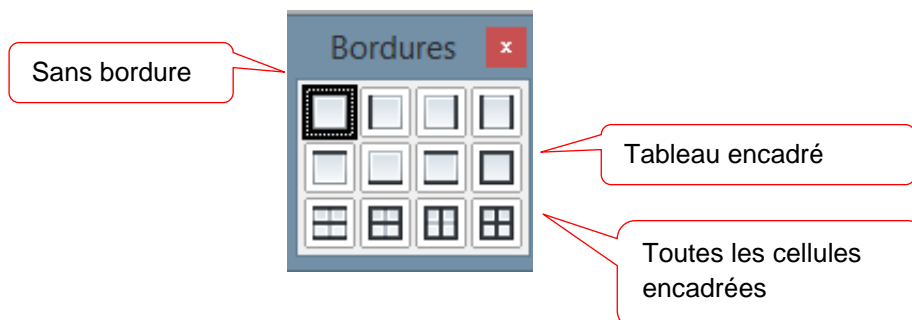 Bordures
x
Sans bordure
Tableau encadré
Toutes les cellules
encadrées